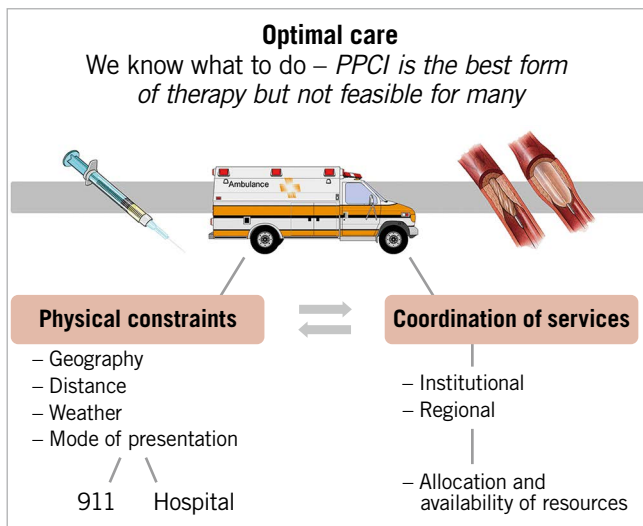 Optimal care
We know what to do – PPCI is the best form
of therapy but not feasible for many
Ambulance
Physical constraints
– Geography
– Distance
– Weather
– Mode of presentation
911 Hospital
Coordination of services
– Institutional
– Regional
– Allocation and
availability of resources